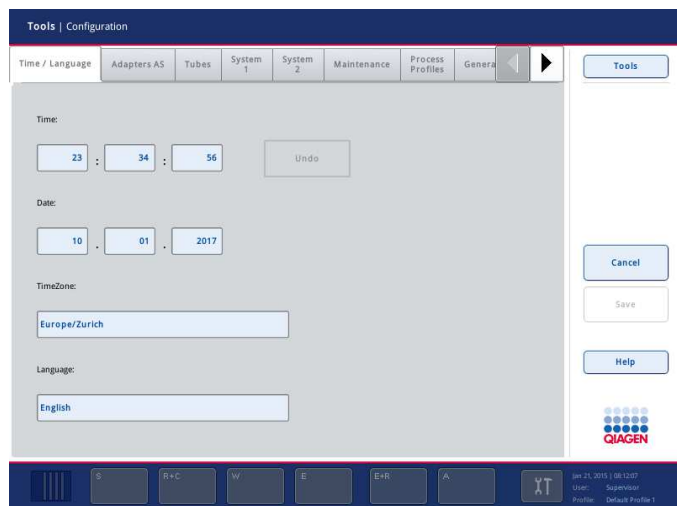 Tools | Configuration
Time / Language
Adapters AS
Tubes
System 1
System 2
Maintenance
Process Profiles
Genera
Tools
Time:
23 : 34 : 56
Undo
Date:
10 . 01 . 2017
Cancel
TimeZone:
Save
Europe/Zurich
Help
Language:
English
QIAGEN
S
R+C
W
E
E+R
A
Jan 21, 2015 | 08:12:07
User: Supervisor
Profile: Default Profile 1